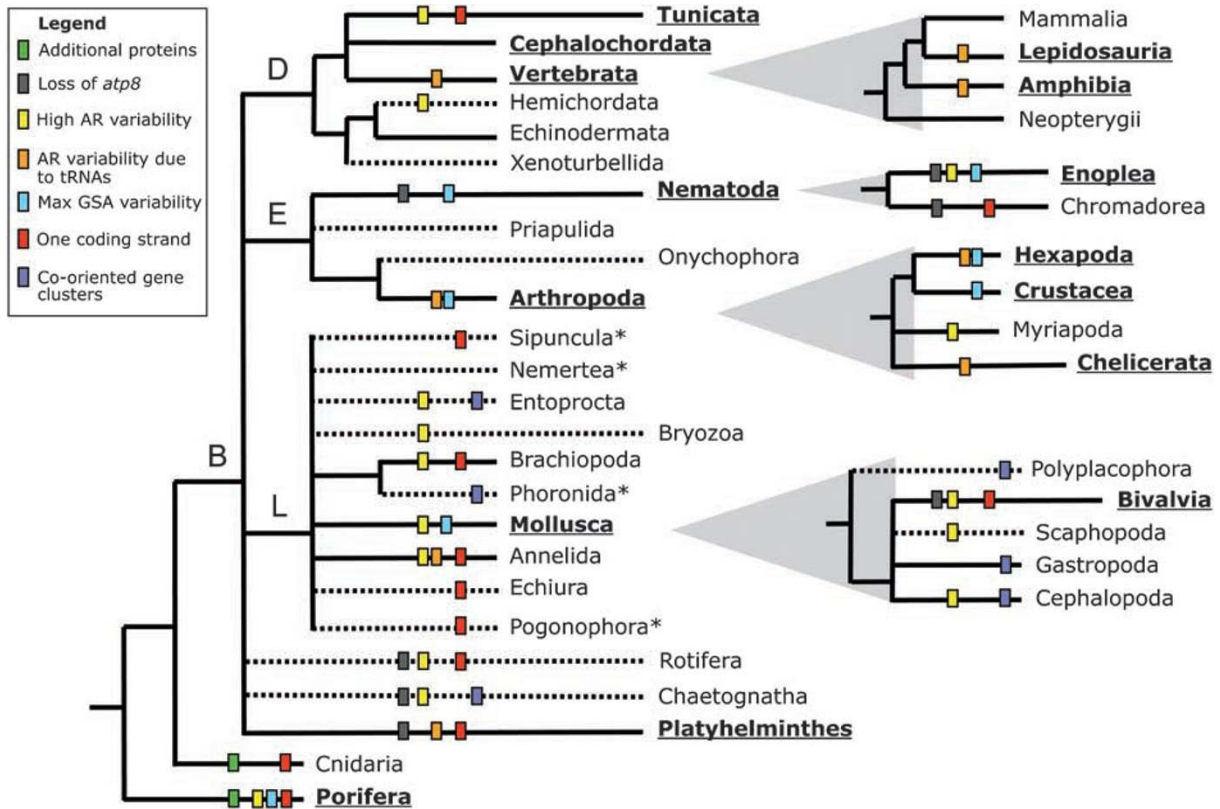 Legend
Additional proteins
Loss of atp8
High AR variability
AR variability due
to tRNAs
Max GSA variability
One coding strand
Co-oriented gene
clusters
D
E
B
L
Tunicata
Cephalochordata
Vertebrata
Hemichordata
Echinodermata
Xenoturbellida
Nematoda
Priapulida
Onychophora
Arthropoda
Sipuncula*
Nemertea*
Entoprocta
Bryozoa
Brachiopoda
Phoronida*
Mollusca
Annelida
Echiura
Pogonophora*
Rotifera
Chaetognatha
Platyhelminthes
Cnidaria
Porifera
Mammalia
Lepidosauria
Amphibia
Neopterygii
Enoplea
Chromadorea
Hexapoda
Crustacea
Myriapoda
Chelicerata
Polyplacophora
Bivalvia
Scaphopoda
Gastropoda
Cephalopoda